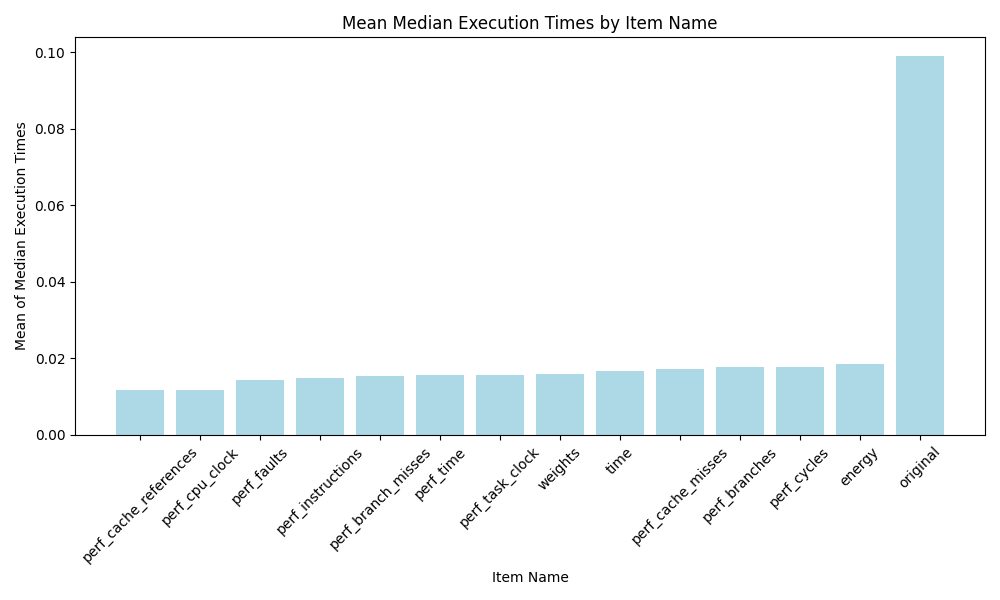 Mean Median Execution Times by Item Name
Mean of Median Execution Times
0.10
0.08
0.06
0.04
0.02
0.00
perf_cache_references
perf_cpu_clock
perf_faults
perf_instructions
perf_branch_misses
perf_time
perf_task_clock
weights
time
perf_cache_misses
perf_branches
perf_cycles
energy
original
Item Name